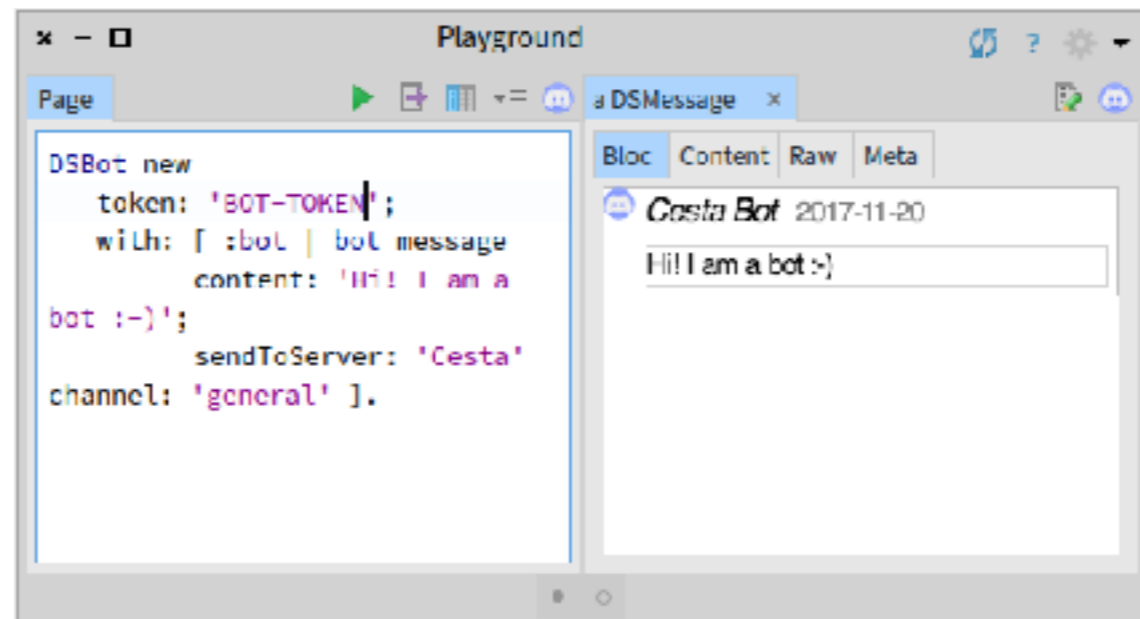 Playground
?
Page
a DSMessage ×
DSBot new
token: 'BOT-TOKEN';
with: [ :bot | bot message
content: 'Hi! I am a
bot :-)';
sendToServer: 'Cesta'
channel: 'general' ].
Bloc Content Raw Meta
Cesta Bot 2017-11-20
Hi! I am a bot :-)